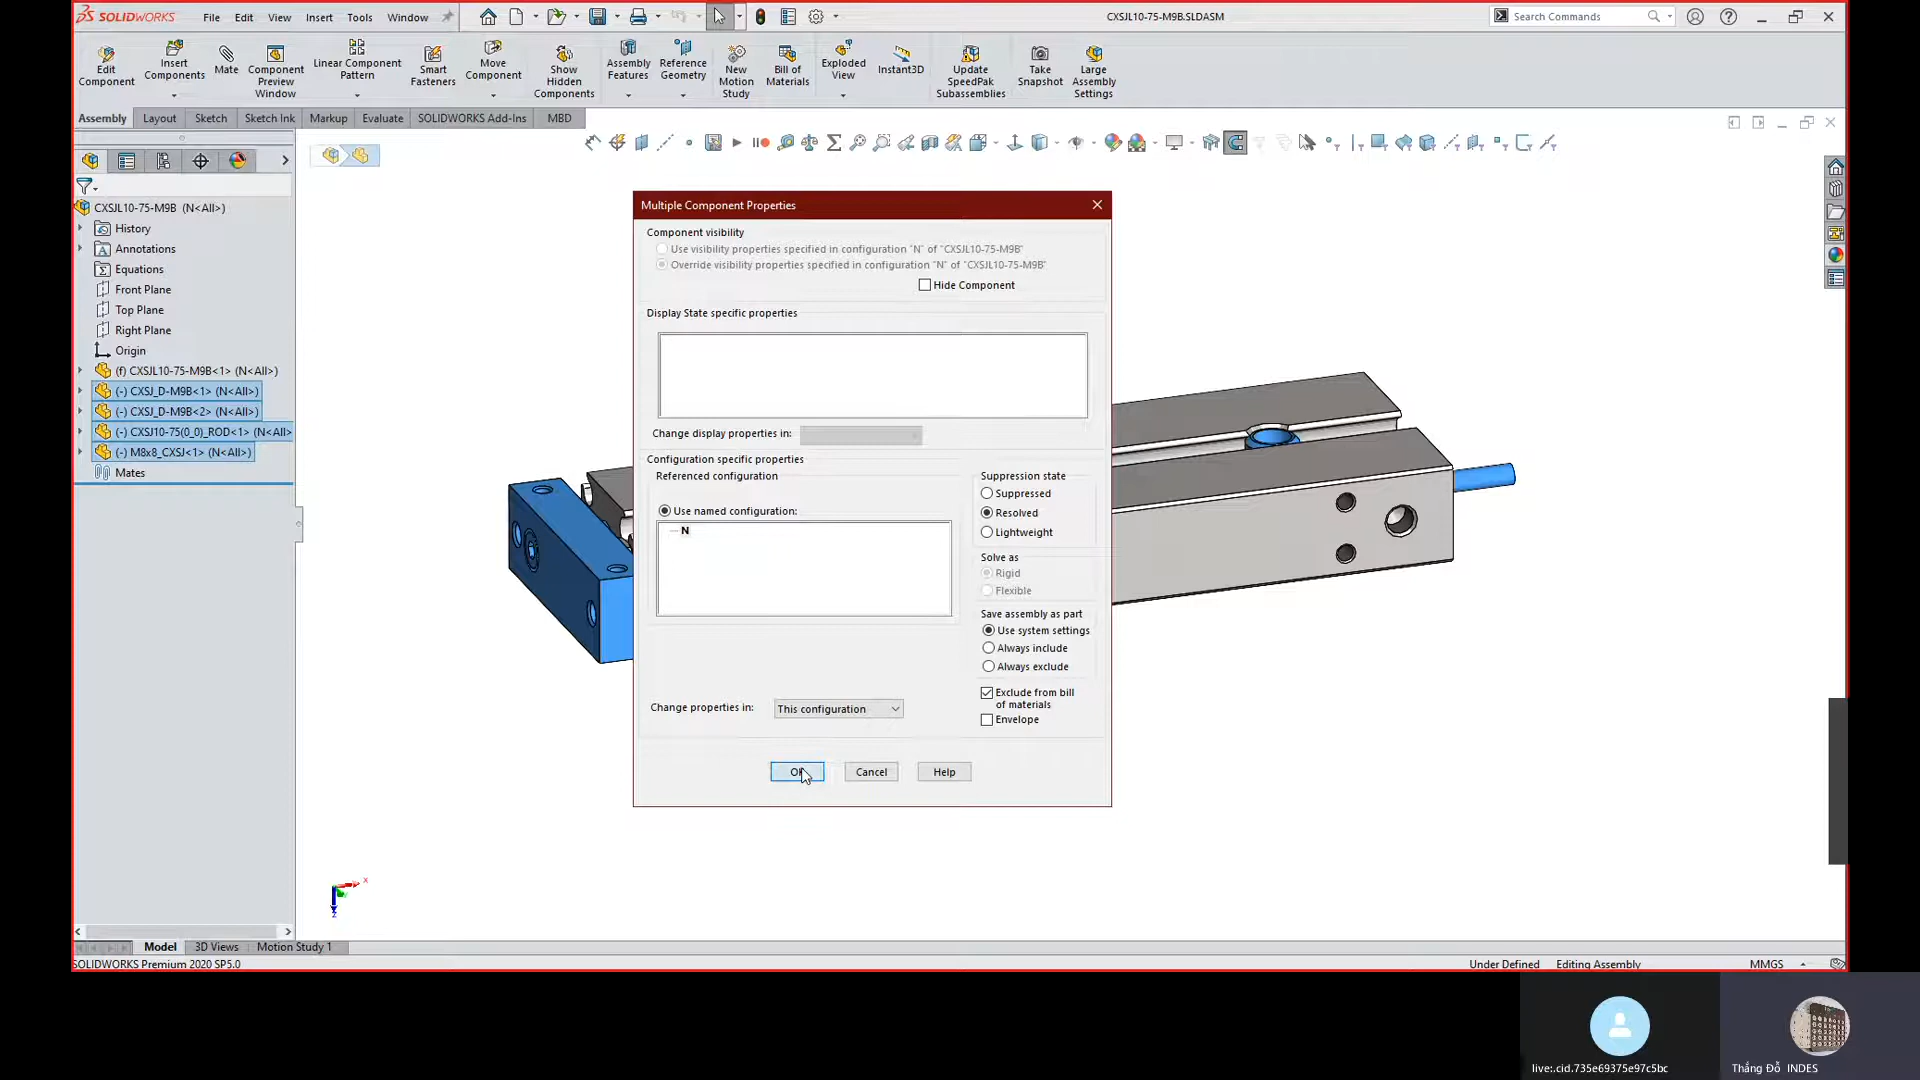 SOLIDWORKS File Edit View Insert Tools Window CXSJL10-75-M9B.SLDASM Search Commands
Edit Component
Insert Components
Mate
Component Preview Window
Linear Component Pattern
Smart Fasteners
Move Component
Show Hidden Components
Assembly Features
Reference Geometry
New Motion Study
Bill of Materials
Exploded View
Instant3D
Update SpeedPak Subassemblies
Take Snapshot
Large Assembly Settings
Assembly Layout Sketch Sketch Ink Markup Evaluate SOLIDWORKS Add-Ins MBD
CXSJL10-75-M9B (N<All>)
History
Annotations
Equations
Front Plane
Top Plane
Right Plane
Origin
(f) CXSJL10-75-M9B<1> (N<All>)
(-) CXSJ_D-M9B<1> (N<All>)
(-) CXSJ_D-M9B<2> (N<All>)
(-) CXSJ10-75(0_0)_ROD<1> (N<All>
(-) M8x8_CXSJ<1> (N<All>)
Mates
Multiple Component Properties
Component visibility
Use visibility properties specified in configuration "N" of "CXSJL10-75-M9B"
Override visibility properties specified in configuration "N" of "CXSJL10-75-M9B"
Hide Component
Display State specific properties
Change display properties in:
Configuration specific properties
Referenced configuration
Use named configuration:
N
Suppression state
Suppressed
Resolved
Lightweight
Solve as
Rigid
Flexible
Save assembly as part
Use system settings
Always include
Always exclude
Exclude from bill
of materials
Envelope
Change properties in: This configuration
OK Cancel Help
x
z
Model 3D Views Motion Study 1
SOLIDWORKS Premium 2020 SP5.0 Under Defined Editing Assembly MMGS
live:.cid.735e69375e97c5bc
Thắng Đỗ INDES